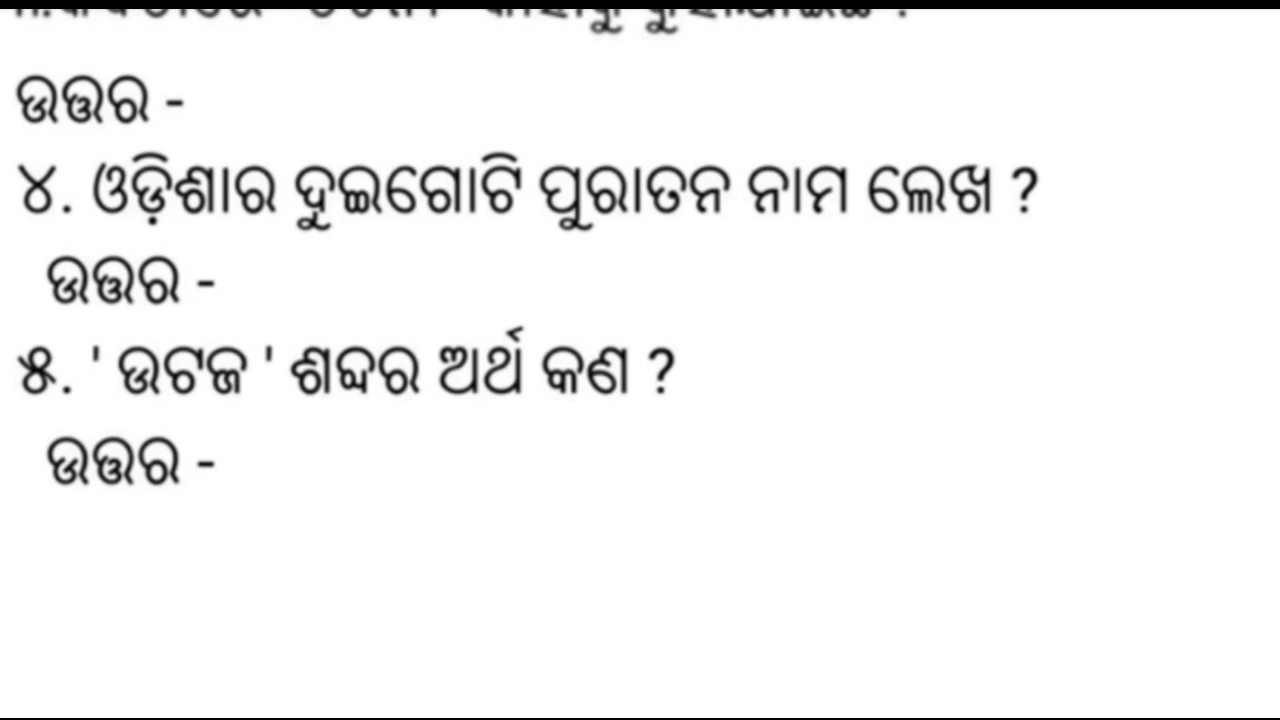 ଉତ୍ତର -
୪. ଓଡ଼ିଶାର ଦୁଇଗୋଟି ପୁରାତନ ନାମ ଲେଖ ?
ଉତ୍ତର -
୫. ' ଉଟଜ ' ଶବ୍ଦର ଅର୍ଥ କଣ ?
ଉତ୍ତର -